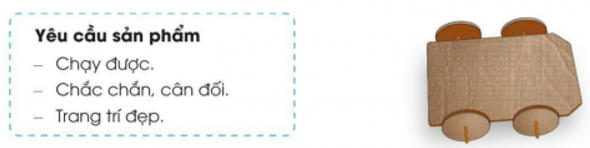 Yêu cầu sản phẩm
– Chạy được.
– Chắc chắn, cân đối.
– Trang trí đẹp.